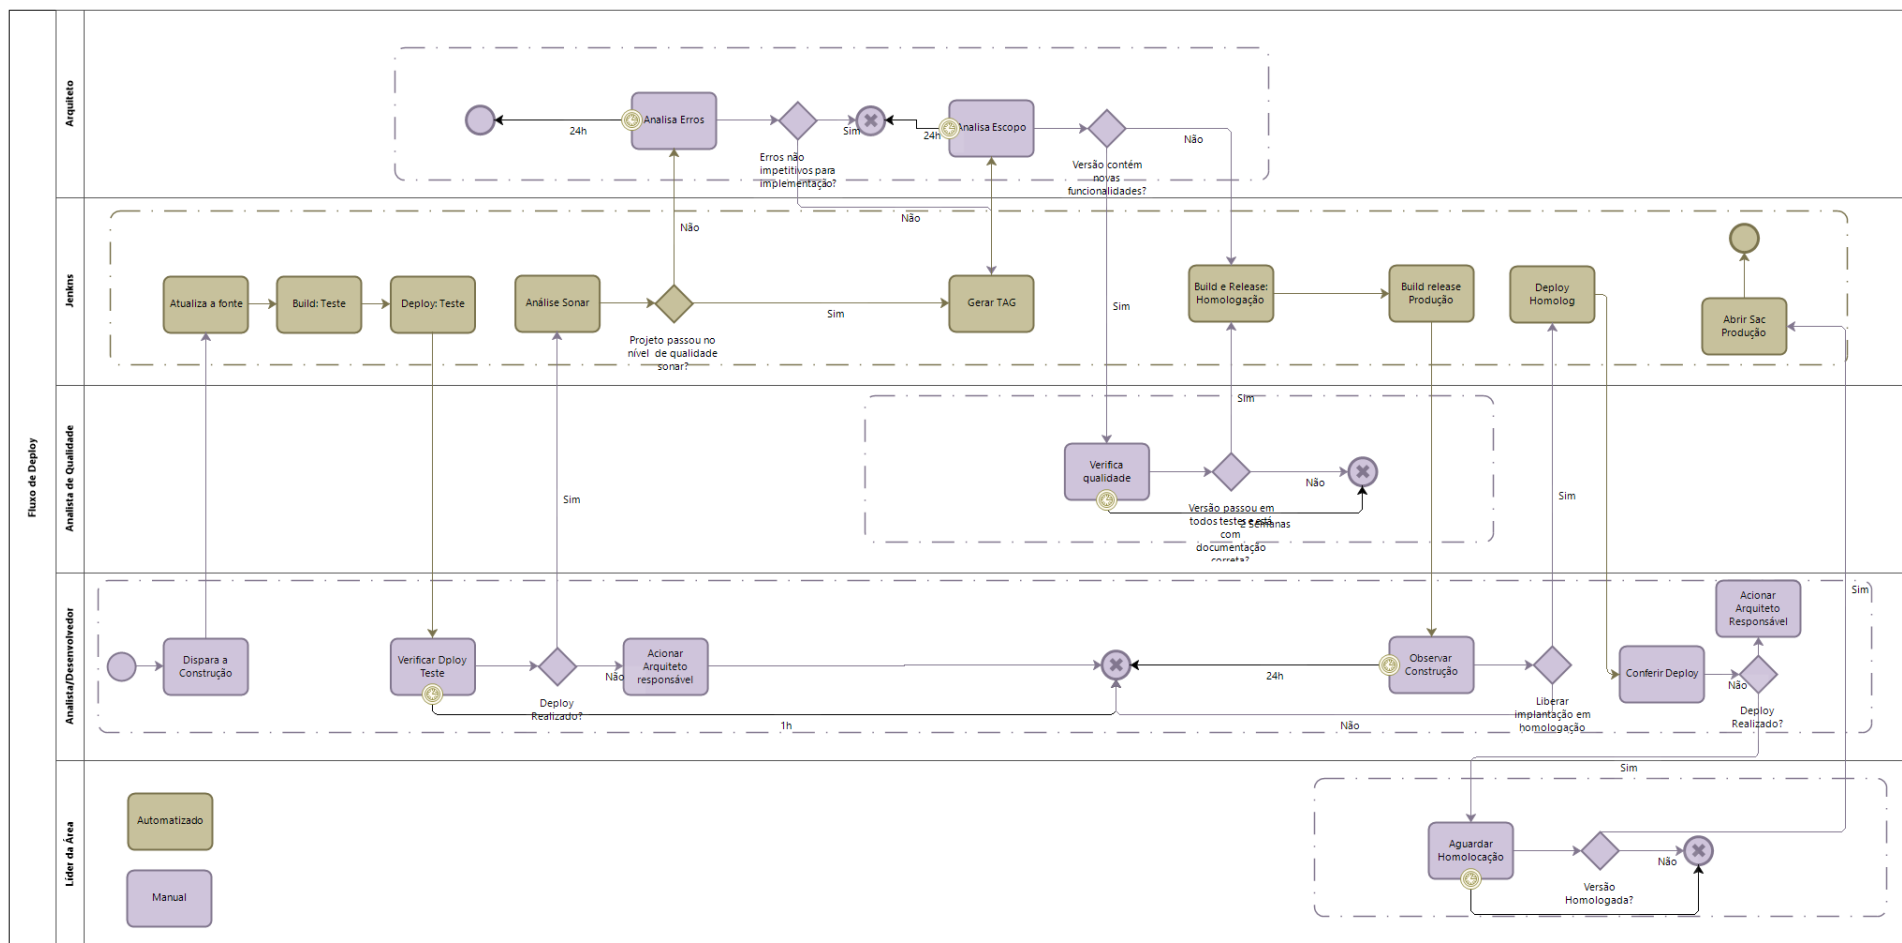 Fluxo de Deploy
Arquiteto
24h
Analisa Erros
Erros não
impetitivos para
implementação?
Sim
24h
Analisa Escopo
Versão contém
novas
funcionalidades?
Não
Não
Jenkns
Não
Sim
Atualiza a fonte
Build: Teste
Deploy: Teste
Análise Sonar
Projeto passou no
nível de qualidade
sonar?
Sim
Gerar TAG
Build e Release:
Homologação
Build release
Produção
Deploy
Homolog
Abrir Sac
Produção
Analista de Qualidade
Sim
Sim
Sim
Verifica
qualidade
Não
Versão passou em
todos testes e está
com
documentação
correta?
2 Semanas
Analista/Desenvolvedor
Dispara a
Construção
Verificar Dploy
Teste
Deploy
Realizado?
Não
Acionar
Arquiteto
responsável
1h
24h
Observar
Construção
Liberar
implantação em
homologação
Não
Conferir Deploy
Não
Deploy
Realizado?
Acionar
Arquiteto
Responsável
Sim
Líder da Área
Sim
Automatizado
Manual
Aguardar
Homolocação
Não
Versão
Homologada?